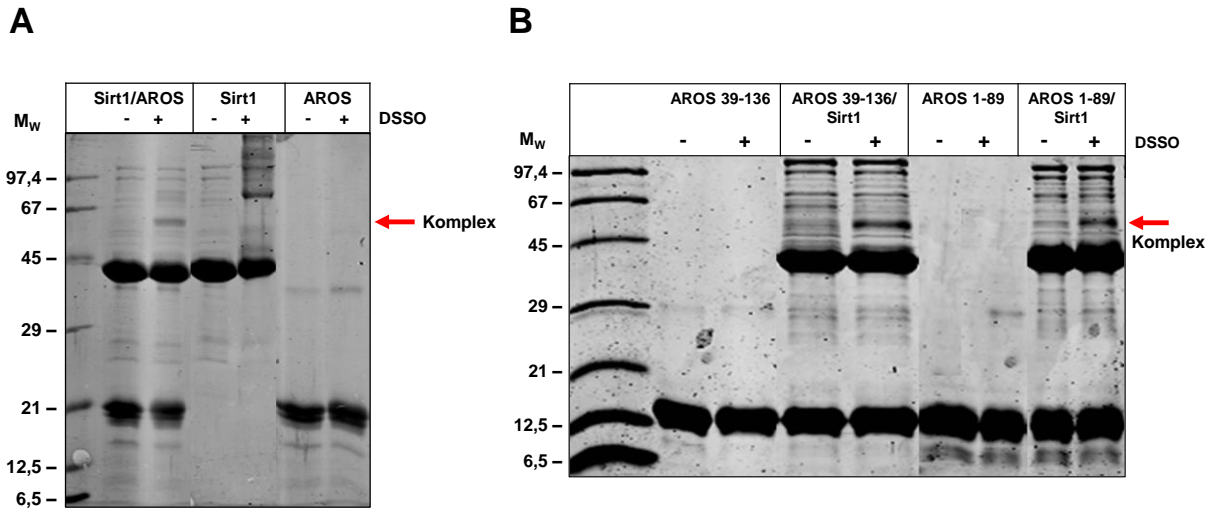 A
Sirt1/AROS Sirt1 AROS
- + - + - + DSSO
Mw
97,4 –
67 –
Komplex
45 –
29 –
21 –
12,5 –
6,5 –
B
AROS 39-136 AROS 39-136/ Sirt1 AROS 1-89 AROS 1-89/ Sirt1
- + - + - + - + DSSO
Mw
97,4 –
67 –
45 –
Komplex
29 –
21 –
12,5 –
6,5 –